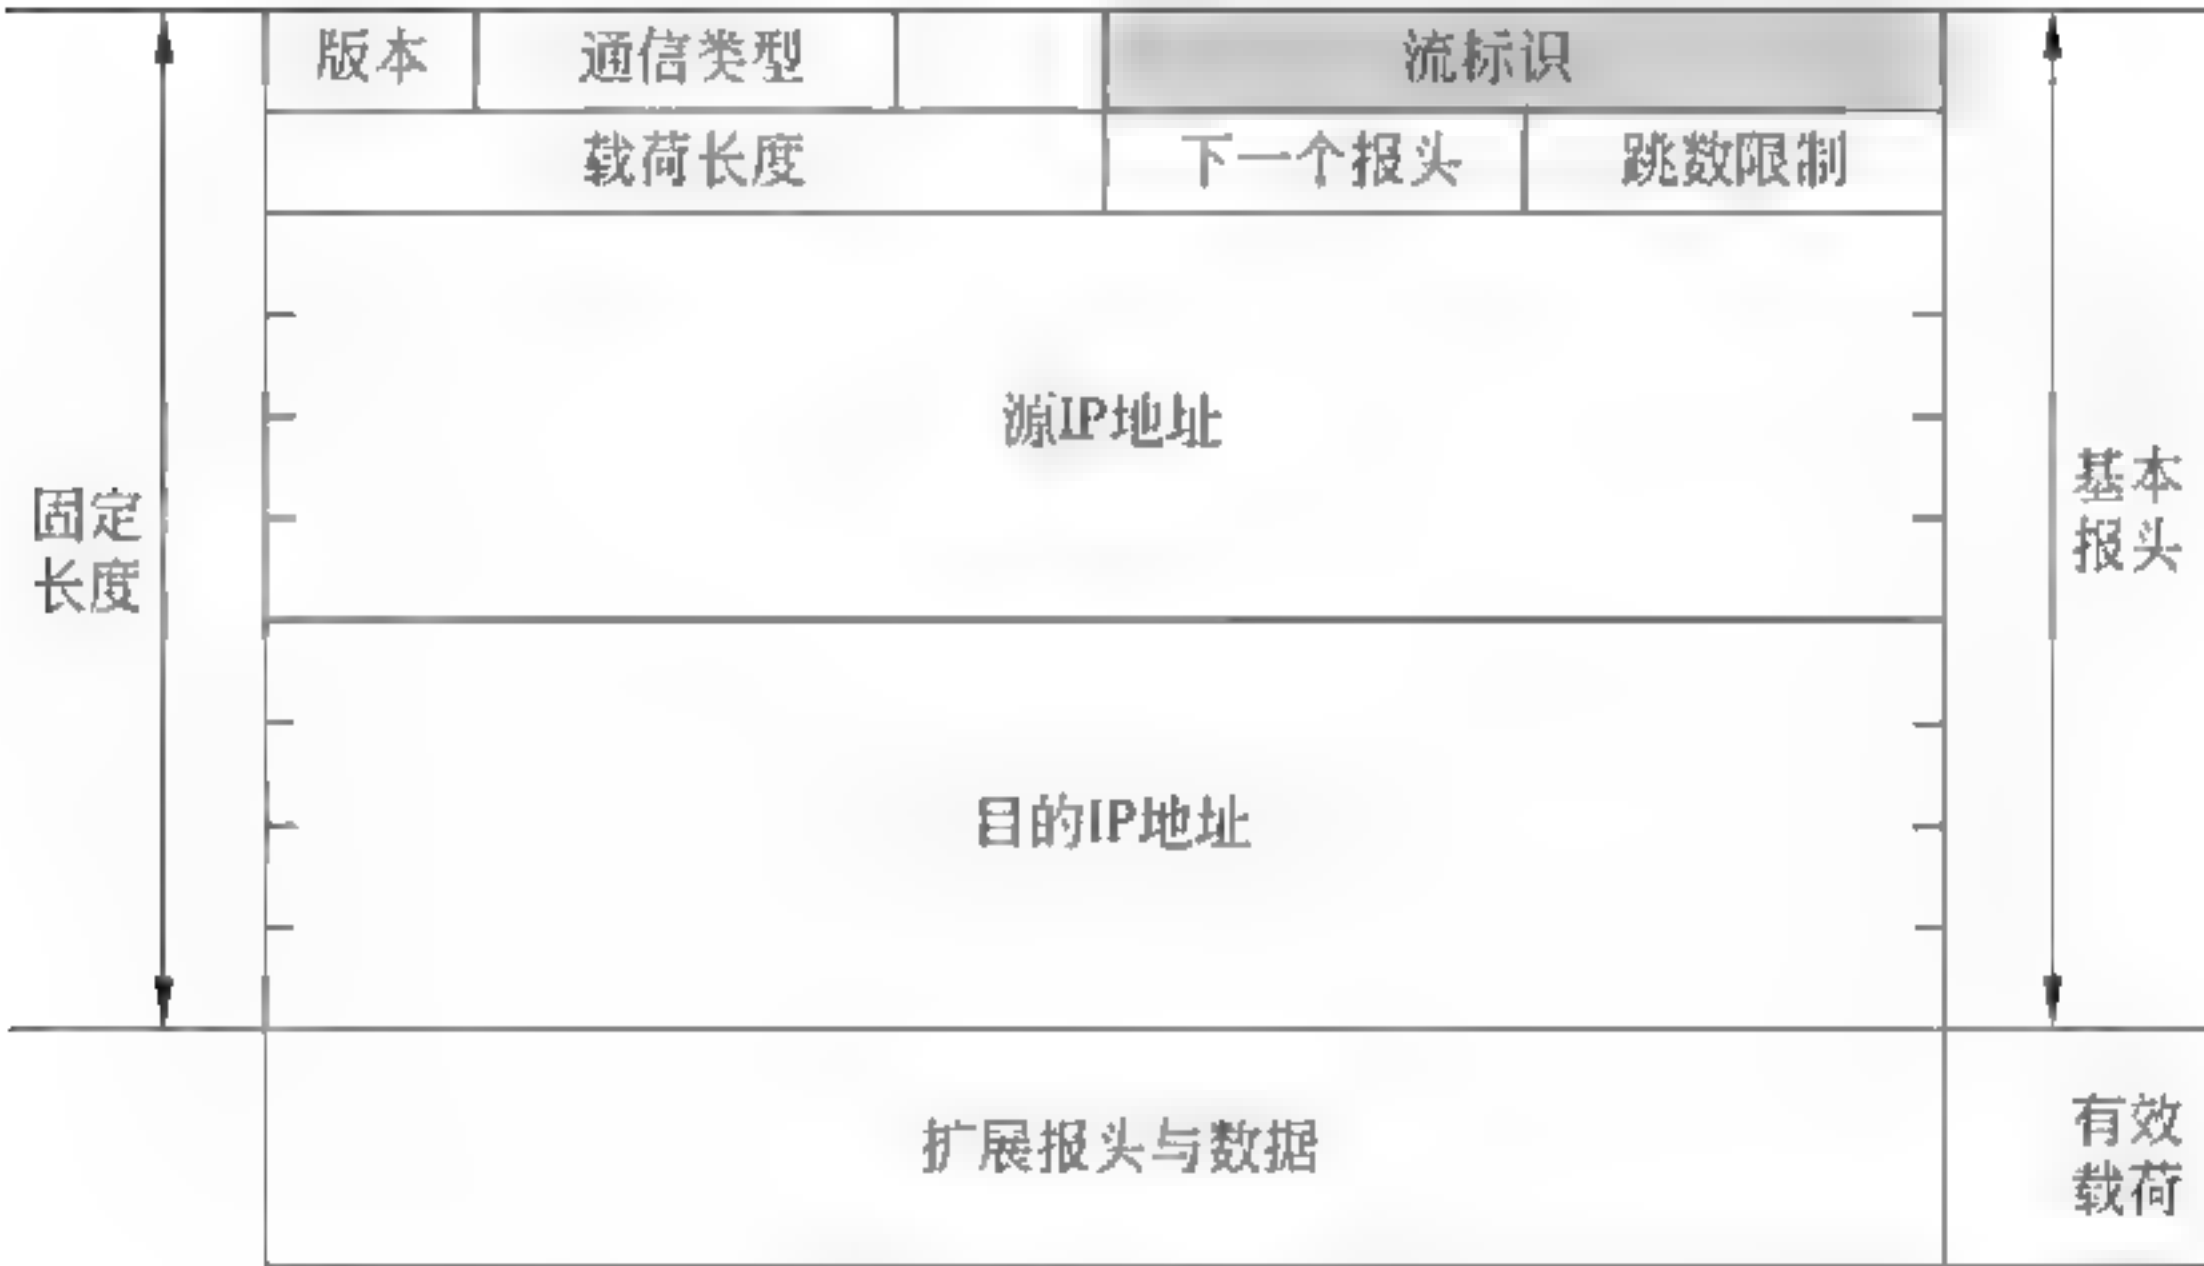 版本 通信类型 流标识
载荷长度 下一个报头 跳数限制
源IP地址
固定
长度
基本
报头
目的IP地址
扩展报头与数据
有效
载荷